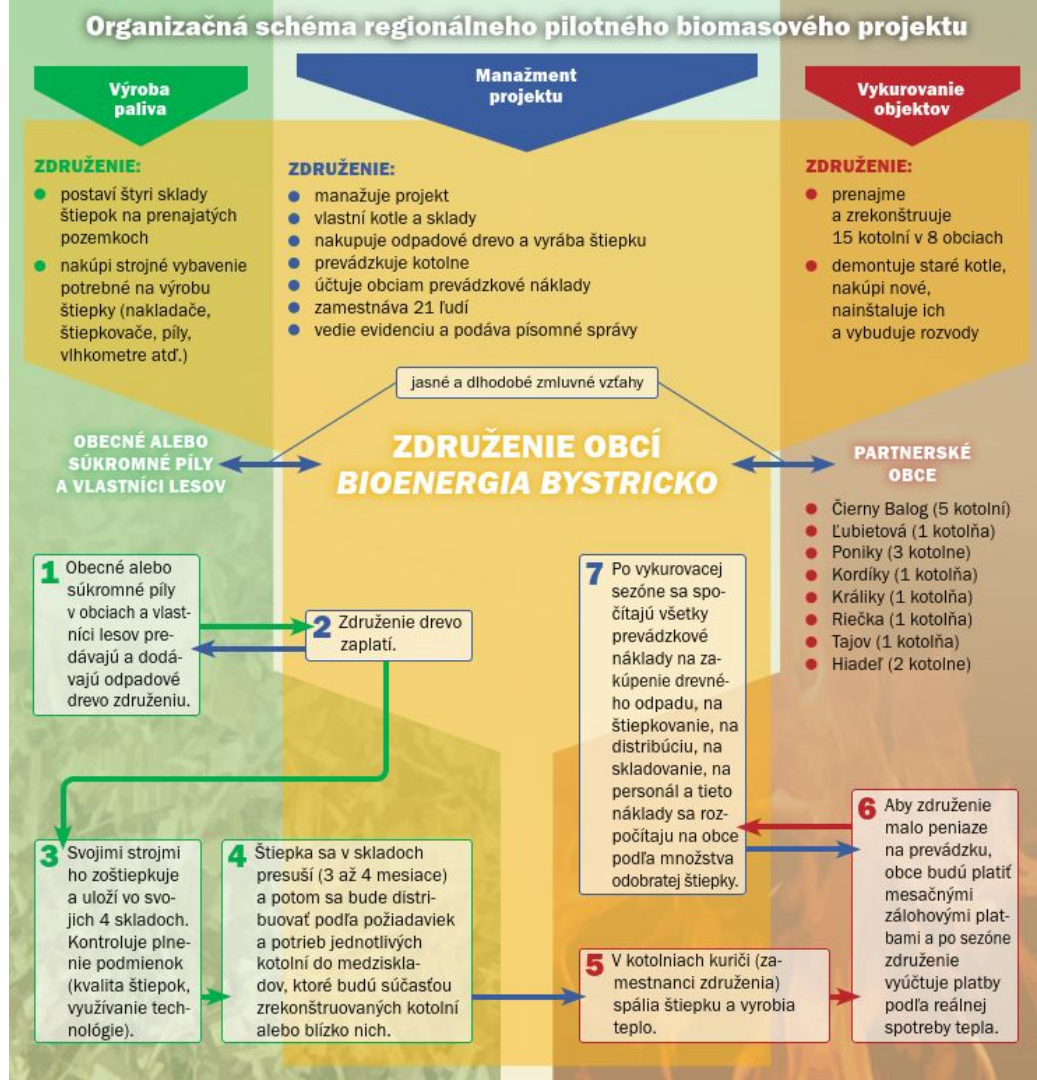 Organizačná schéma regionálneho pilotného biomasového projektu
Výroba
paliva
Manažment
projektu
Vykurovanie
objektov
ZDRUŽENIE:
postaví štyri sklady
štiepok na prenajatých
pozemkoch
nakúpi strojné vybavenie
potrebné na výrobu
štiepky (nakladače,
štiepkovače, píly,
vlhkometre atď.)
ZDRUŽENIE:
manažuje projekt
vlastní kotle a sklady
nakupuje odpadové drevo a vyrába štiepku
prevádzkuje kotolne
účtuje obciam prevádzkové náklady
zamestnáva 21 ľudí
vedie evidenciu a podáva písomné správy
ZDRUŽENIE:
prenajme
a zrekonštruuje
15 kotolní v 8 obciach
demontuje staré kotle,
nakúpi nové,
nainštaluje ich
a vybuduje rozvody
jasné a dlhodobé zmluvné vzťahy
OBECNÉ ALEBO
SÚKROMNÉ PÍLY
A VLASTNÍCI LESOV
ZDRUŽENIE OBCÍ
BIOENERGIA BYSTRICKO
PARTNERSKÉ
OBCE
Čierny Balog (5 kotolní)
Ľubietová (1 kotolňa)
Poniky (3 kotolne)
Kordíky (1 kotolňa)
Králiky (1 kotolňa)
Riečka (1 kotolňa)
Tajov (1 kotolňa)
Hiadeľ (2 kotolne)
1 Obecné alebo
súkromné píly
v obciach a vlast-
níci lesov pre-
dávajú a dodá-
vajú odpadové
drevo združeniu.
2 Združenie drevo
zaplatí.
3 Svojimi strojmi
ho zoštiepkuje
a uloží vo svo-
jich 4 skladoch.
Kontroluje plne-
nie podmienok
(kvalita štiepok,
využívanie tech-
nológie).
4 Štiepka sa v skladoch
presuší (3 až 4 mesiace)
a potom sa bude distri-
buovať podľa požiadaviek
a potrieb jednotlivých
kotolní do medziskla-
dov, ktoré budú súčasťou
zrekonštruovaných kotolní
alebo blízko nich.
5 V kotolniach kuriči (za-
mestnanci združenia)
spália štiepku a vyrobia
teplo.
6 Aby združenie
malo peniaze
na prevádzku,
obce budú platiť
mesačnými
zálohovými plat-
bami a po sezóne
združenie
vyúčtuje platby
podľa reálnej
spotreby tepla.
7 Po vykurovacej
sezóne sa spo-
čítajú všetky
prevádzkové
náklady na za-
kúpenie drevné-
ho odpadu, na
štiepkovanie, na
distribúciu, na
skladovanie, na
personál a tieto
náklady sa roz-
počítaju na obce
podľa množstva
odobratej štiepky.